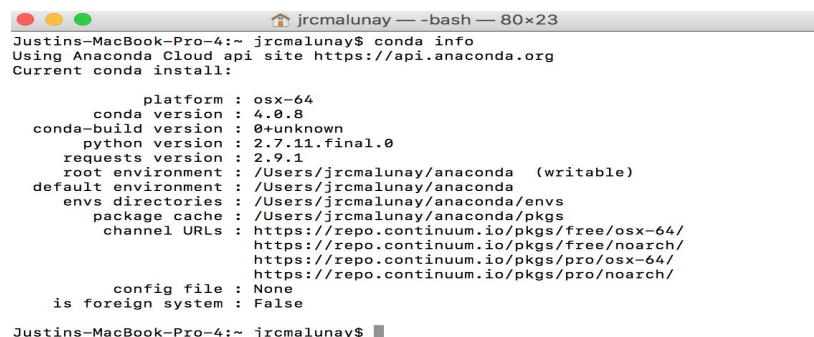 jrcmalunay — -bash — 80×23
Justins-MacBook-Pro-4:~ jrcmalunay$ conda info
Using Anaconda Cloud api site https://api.anaconda.org
Current conda install:
platform : osx-64
conda version : 4.0.8
conda-build version : 0+unknown
python version : 2.7.11.final.0
requests version : 2.9.1
root environment : /Users/jrcmalunay/anaconda  (writable)
default environment : /Users/jrcmalunay/anaconda
envs directories : /Users/jrcmalunay/anaconda/envs
package cache : /Users/jrcmalunay/anaconda/pkgs
channel URLs : https://repo.continuum.io/pkgs/free/osx-64/
https://repo.continuum.io/pkgs/free/noarch/
https://repo.continuum.io/pkgs/pro/osx-64/
https://repo.continuum.io/pkgs/pro/noarch/
config file : None
is foreign system : False
Justins-MacBook-Pro-4:~ jrcmalunay$